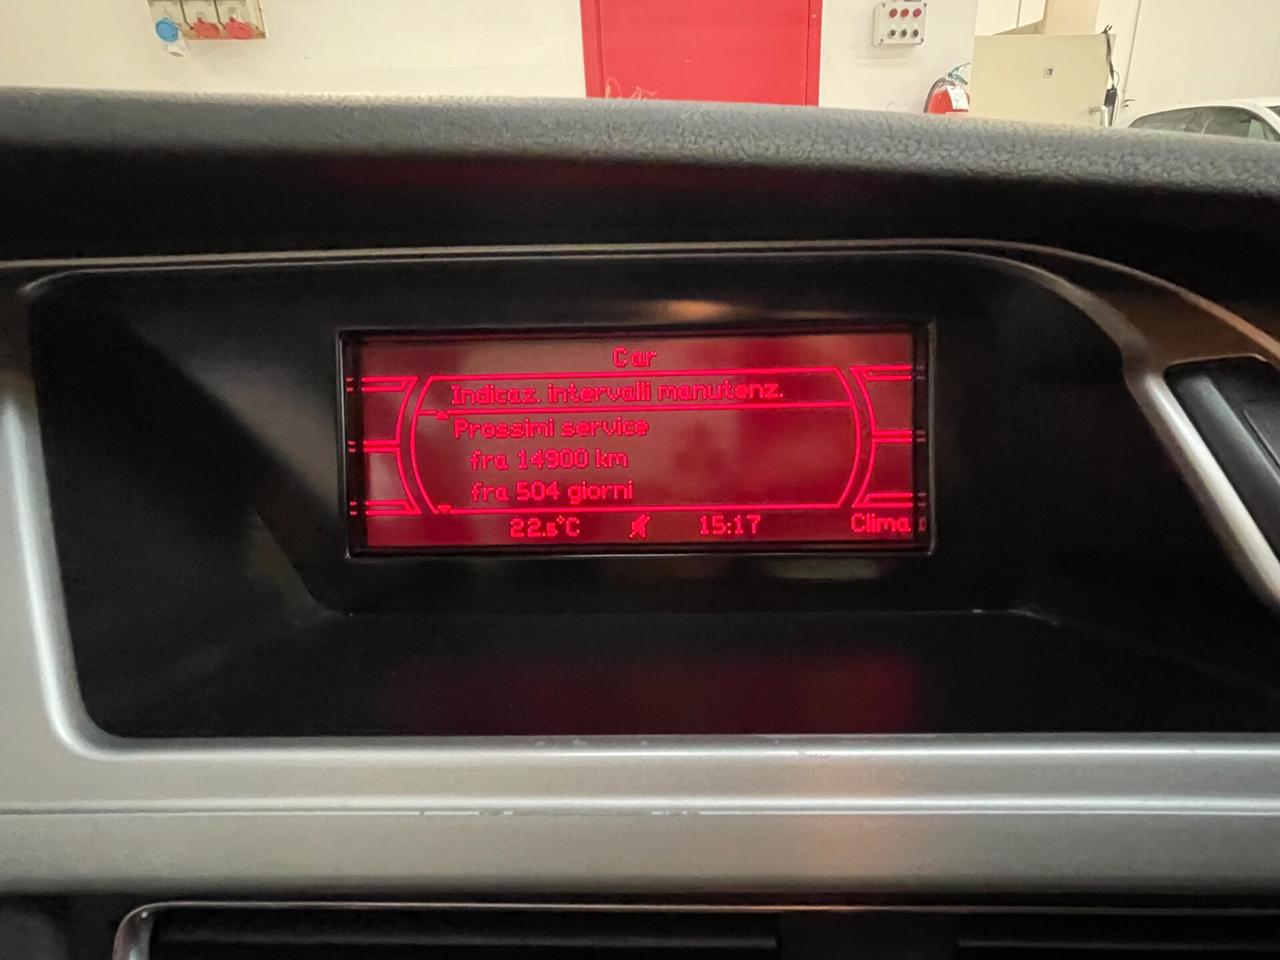 Car
Indicaz. intervalli manutenz.
Prossimi service
fra 14900 km
fra 504 giorni
22.5°C 15:17 Clima